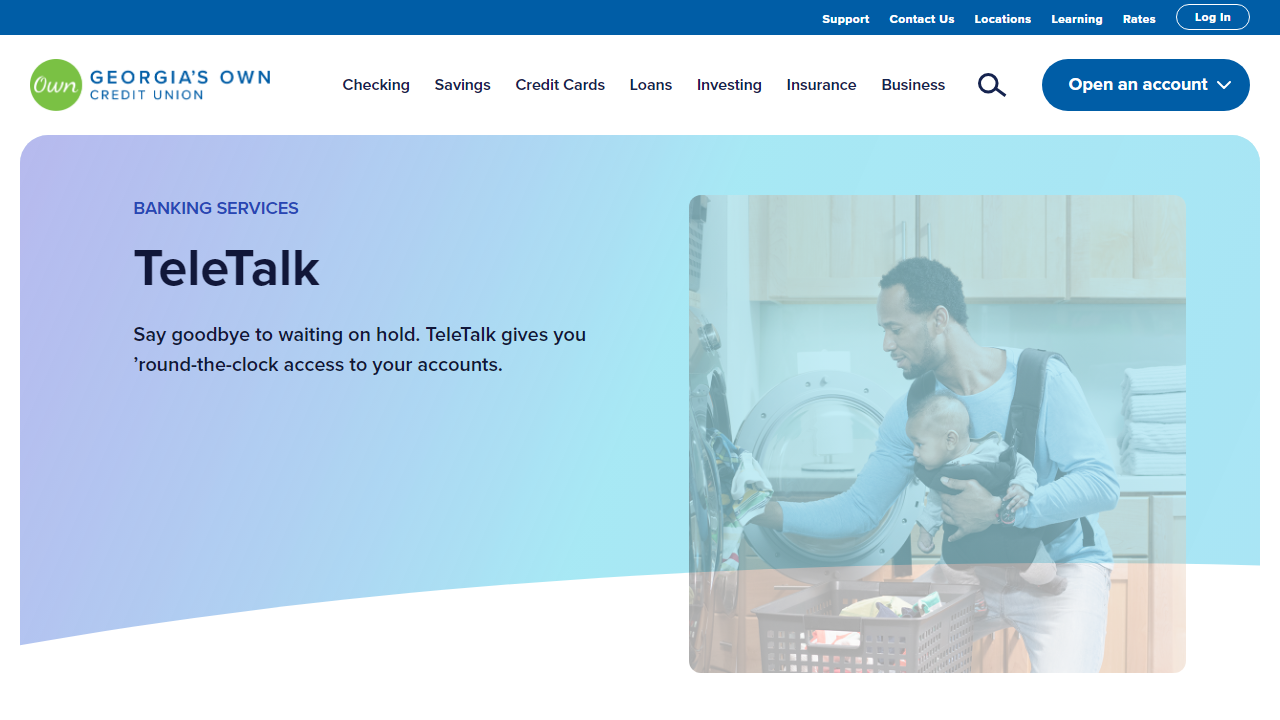 Support Contact Us Locations Learning Rates Log In
Own GEORGIA'S OWN
CREDIT UNION
Checking Savings Credit Cards Loans Investing Insurance Business Open an account
BANKING SERVICES
TeleTalk
Say goodbye to waiting on hold. TeleTalk gives you
’round-the-clock access to your accounts.